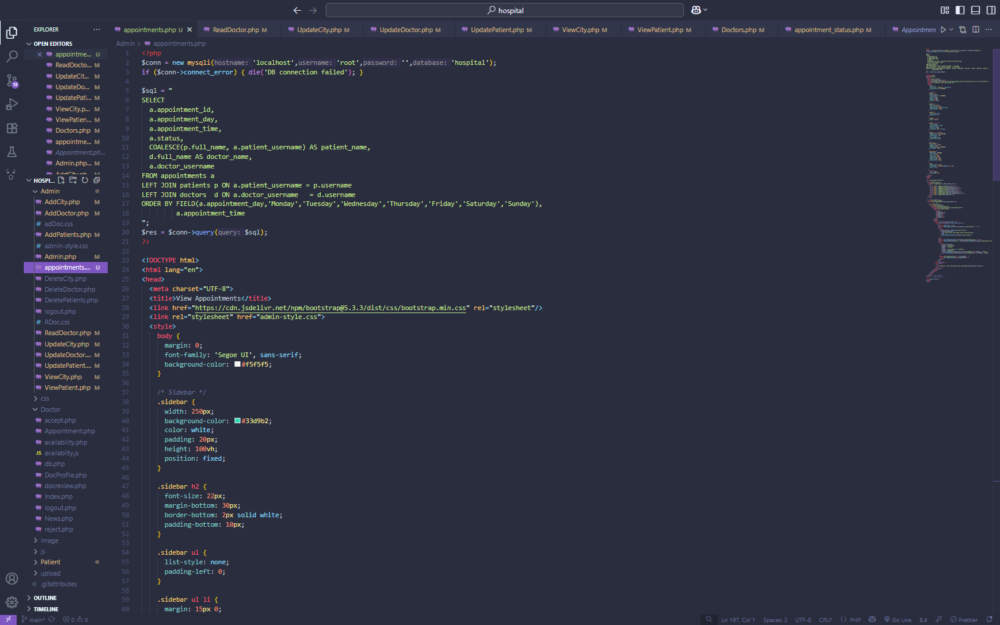 hospital
EXPLORER
OPEN EDITORS
appointme... U
ReadDocto... M
UpdateCit... M
UpdateDo... M
UpdatePati... M
ViewCity.p... M
ViewPatien... M
Doctors.php M
appointme... M
Appointment.ph...
Admin.php... M
HOSPI...
Admin
AddCity.php M
AddDoctor.php M
adDoc.css
AddPatients.php M
admin-style.css
Admin.php M
appointments.... U
DeleteCity.php
DeleteDoctor.php
DeletePatients.php
logout.php
RDoc.css
ReadDoctor.php M
UpdateCity.php M
UpdateDoctor.... M
UpdatePatient.... M
ViewCity.php M
ViewPatient.php M
css
Doctor
accept.php
Appointment.php
availability.php
JS availabilty.js
db.php
DocProfile.php
docreview.php
index.php
logout.php
News.php
reject.php
image
js
Patient
upload
.gitattributes
OUTLINE
TIMELINE
appointments.php U
ReadDoctor.php M
UpdateCity.php M
UpdateDoctor.php M
UpdatePatient.php M
ViewCity.php M
ViewPatient.php M
Doctors.php M
appointment_status.php M
Appointmen
Admin > appointments.php
1 <?php
2 $conn = new mysqli(hostname: 'localhost',username: 'root',password: '',database: 'hospital');
3 if ($conn->connect_error) { die('DB connection failed'); }
4
5 $sql = "
6 SELECT
7 a.appointment_id,
8 a.appointment_day,
9 a.appointment_time,
10 a.status,
11 COALESCE(p.full_name, a.patient_username) AS patient_name,
12 d.full_name AS doctor_name,
13 a.doctor_username
14 FROM appointments a
15 LEFT JOIN patients p ON a.patient_username = p.username
16 LEFT JOIN doctors  d ON a.doctor_username   = d.username
17 ORDER BY FIELD(a.appointment_day,'Monday','Tuesday','Wednesday','Thursday','Friday','Saturday','Sunday'),
18 a.appointment_time
19 ";
20 $res = $conn->query(query: $sql);
21 ?>
22
23 <!DOCTYPE html>
24 <html lang="en">
25 <head>
26 <meta charset="UTF-8">
27 <title>View Appointments</title>
28 <link href="https://cdn.jsdelivr.net/npm/bootstrap@5.3.3/dist/css/bootstrap.min.css" rel="stylesheet"/>
29 <link rel="stylesheet" href="admin-style.css">
30 <style>
31 body {
32 margin: 0;
33 font-family: 'Segoe UI', sans-serif;
34 background-color: #f5f5f5;
35 }
36
37 /* Sidebar */
38 .sidebar {
39 width: 250px;
40 background-color: #33d9b2;
41 color: white;
42 padding: 20px;
43 height: 100vh;
44 position: fixed;
45 }
46
47 .sidebar h2 {
48 font-size: 22px;
49 margin-bottom: 30px;
50 border-bottom: 2px solid white;
51 padding-bottom: 10px;
52 }
53
54 .sidebar ul {
55 list-style: none;
56 padding-left: 0;
57 }
58
59 .sidebar ul li {
60 margin: 15px 0;
13
main*
0 0
Ln 197, Col 1 Spaces: 2 UTF-8 CRLF {} PHP Go Live 8.4 Prettier